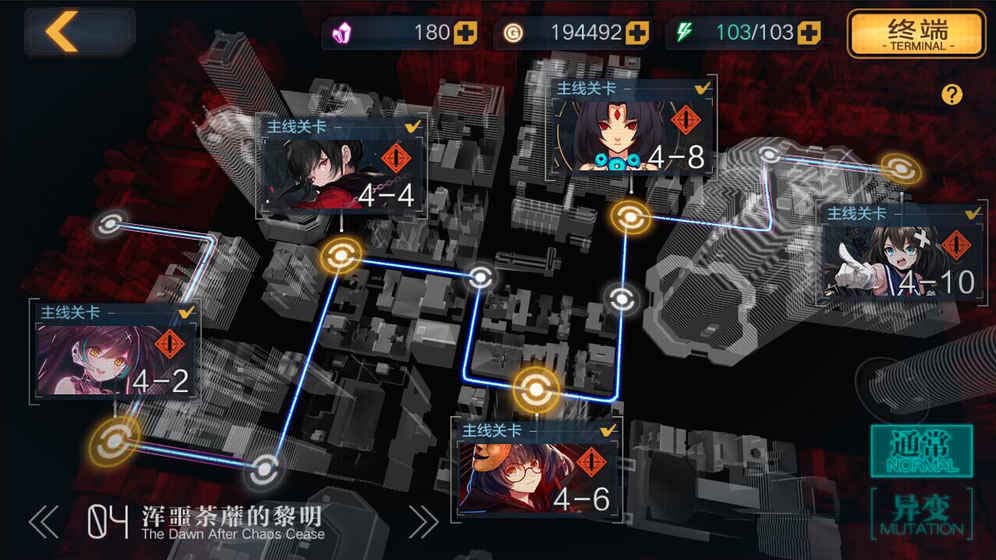 180
194492
103/103
终端
- TERMINAL -
?
主线关卡
4-8
主线关卡
4-4
主线关卡
4-10
主线关卡
4-2
主线关卡
4-6
通常
NORMAL
异变
MUTATION
04 浑噩荼蘼的黎明
The Dawn After Chaos Cease